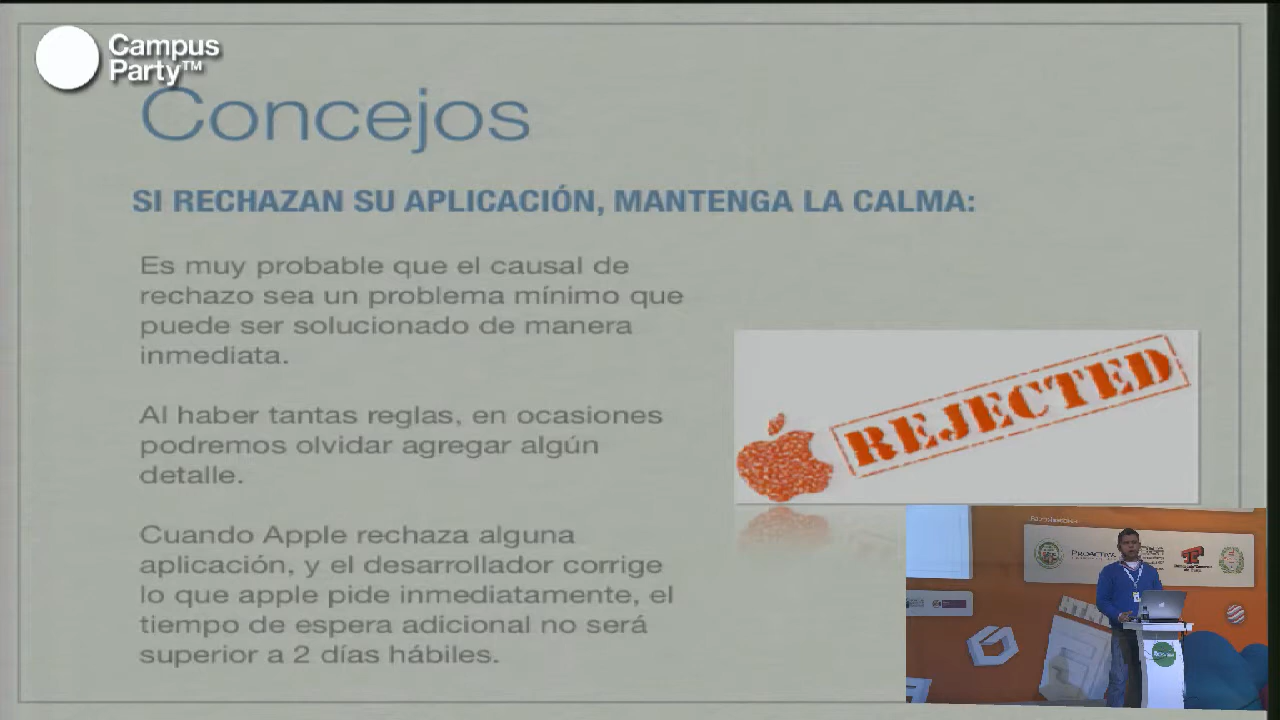 Campus
Party™
Concejos
SI RECHAZAN SU APLICACIÓN, MANTENGA LA CALMA:
Es muy probable que el causal de
rechazo sea un problema mínimo que
puede ser solucionado de manera
inmediata.
Al haber tantas reglas, en ocasiones
podremos olvidar agregar algún
detalle.
Cuando Apple rechaza alguna
aplicación, y el desarrollador corrige
lo que apple pide inmediatamente, el
tiempo de espera adicional no será
superior a 2 días hábiles.
REJECTED
PROACTIVA